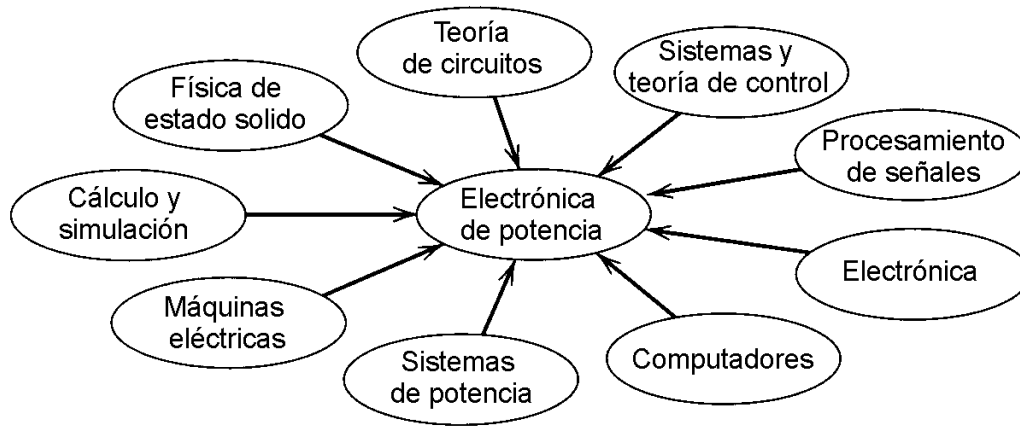 Teoría
de circuitos
Sistemas y
teoría de control
Física de
estado solido
Procesamiento
de señales
Cálculo y
simulación
Electrónica
de potencia
Electrónica
Máquinas
eléctricas
Sistemas
de potencia
Computadores